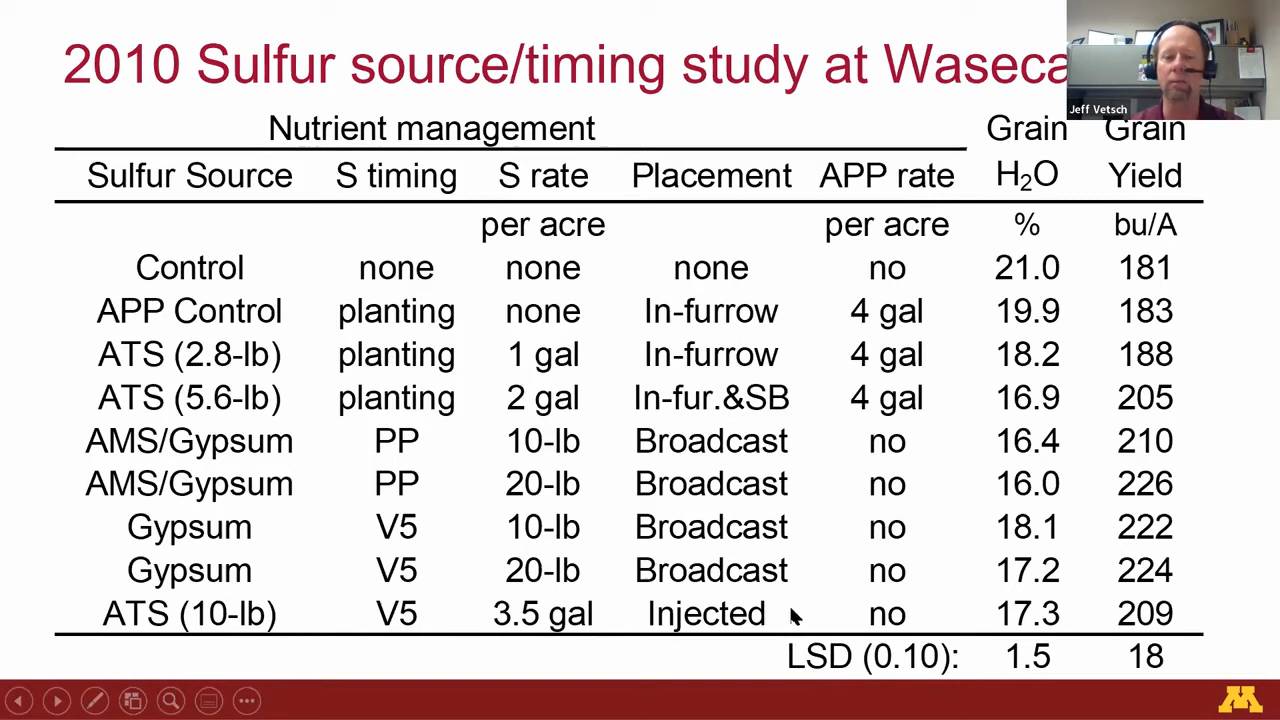 2010 Sulfur source/timing study at Waseca
Jeff Vetsch
Nutrient management Grain Grain
Sulfur Source S timing S rate Placement APP rate H₂O Yield
per acre per acre % bu/A
Control none none none no 21.0 181
APP Control planting none In-furrow 4 gal 19.9 183
ATS (2.8-lb) planting 1 gal In-furrow 4 gal 18.2 188
ATS (5.6-lb) planting 2 gal In-fur.&SB 4 gal 16.9 205
AMS/Gypsum PP 10-lb Broadcast no 16.4 210
AMS/Gypsum PP 20-lb Broadcast no 16.0 226
Gypsum V5 10-lb Broadcast no 18.1 222
Gypsum V5 20-lb Broadcast no 17.2 224
ATS (10-lb) V5 3.5 gal Injected no 17.3 209
LSD (0.10): 1.5 18
M